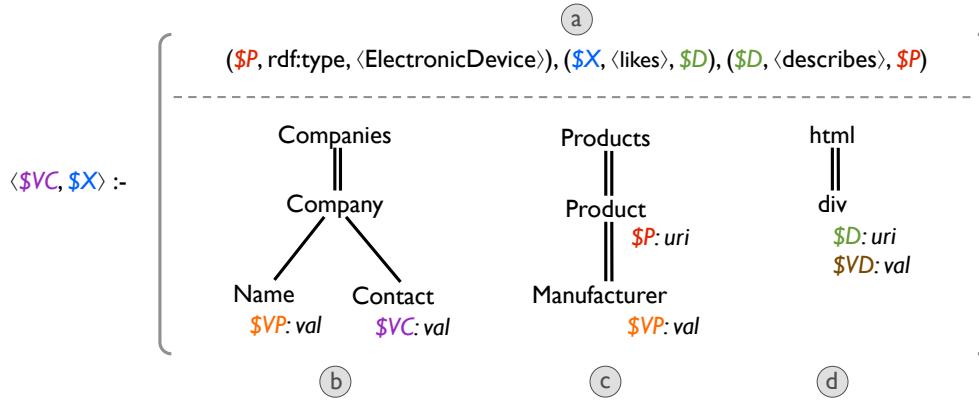 a
($P, rdf:type, ⟨ElectronicDevice⟩), ($X, ⟨likes⟩, $D), ($D, ⟨describes⟩, $P)
⟨$VC, $X⟩ :-
Companies
Company
Name
$VP: val
Contact
$VC: val
b
Products
Product
$P: uri
Manufacturer
$VP: val
c
html
div
$D: uri
$VD: val
d